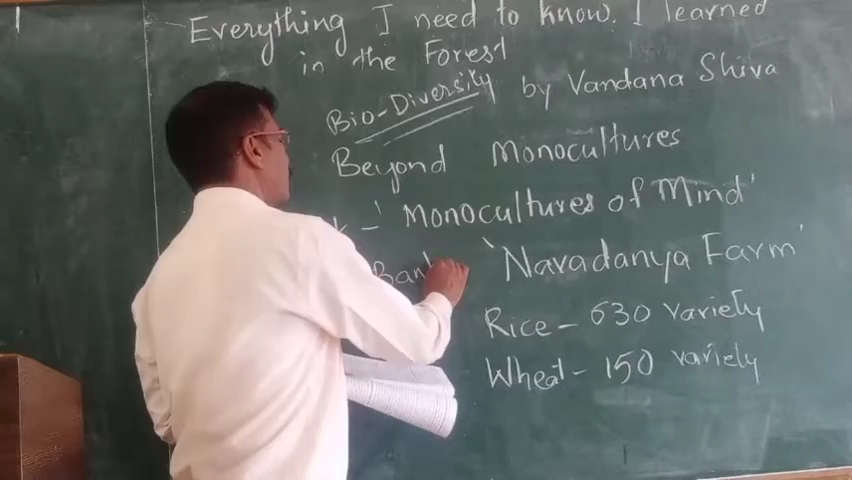 Everything I need to know. I learned
in the Forest
Bio-Diversity by Vandana Shiva
Beyond Monocultures
- 'Monocultures of Mind'
Ban 'Navadanya Farm'
Rice - 630 variety
Wheat - 150 variety